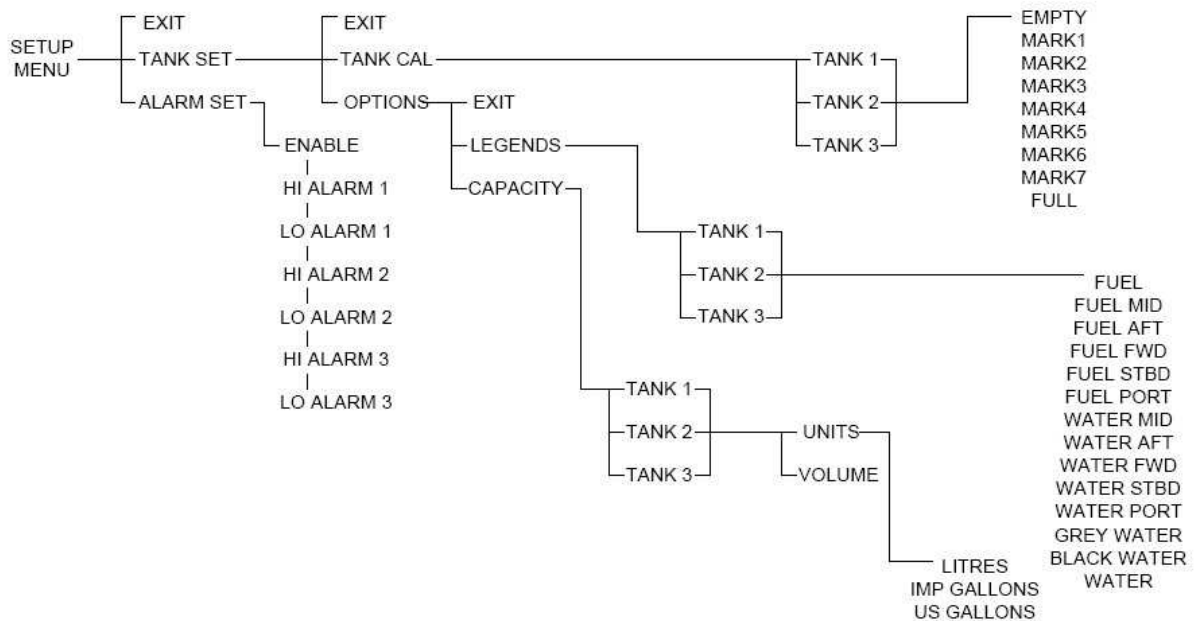 SETUP
MENU
EXIT
TANK SET
ALARM SET
ENABLE
HI ALARM 1
LO ALARM 1
HI ALARM 2
LO ALARM 2
HI ALARM 3
LO ALARM 3
EXIT
TANK CAL
OPTIONS
EXIT
LEGENDS
CAPACITY
TANK 1
TANK 2
TANK 3
EMPTY
MARK1
MARK2
MARK3
MARK4
MARK5
MARK6
MARK7
FULL
TANK 1
TANK 2
TANK 3
FUEL
FUEL MID
FUEL AFT
FUEL FWD
FUEL STBD
FUEL PORT
WATER MID
WATER AFT
WATER FWD
WATER STBD
WATER PORT
GREY WATER
BLACK WATER
WATER
TANK 1
TANK 2
TANK 3
UNITS
VOLUME
LITRES
IMP GALLONS
US GALLONS